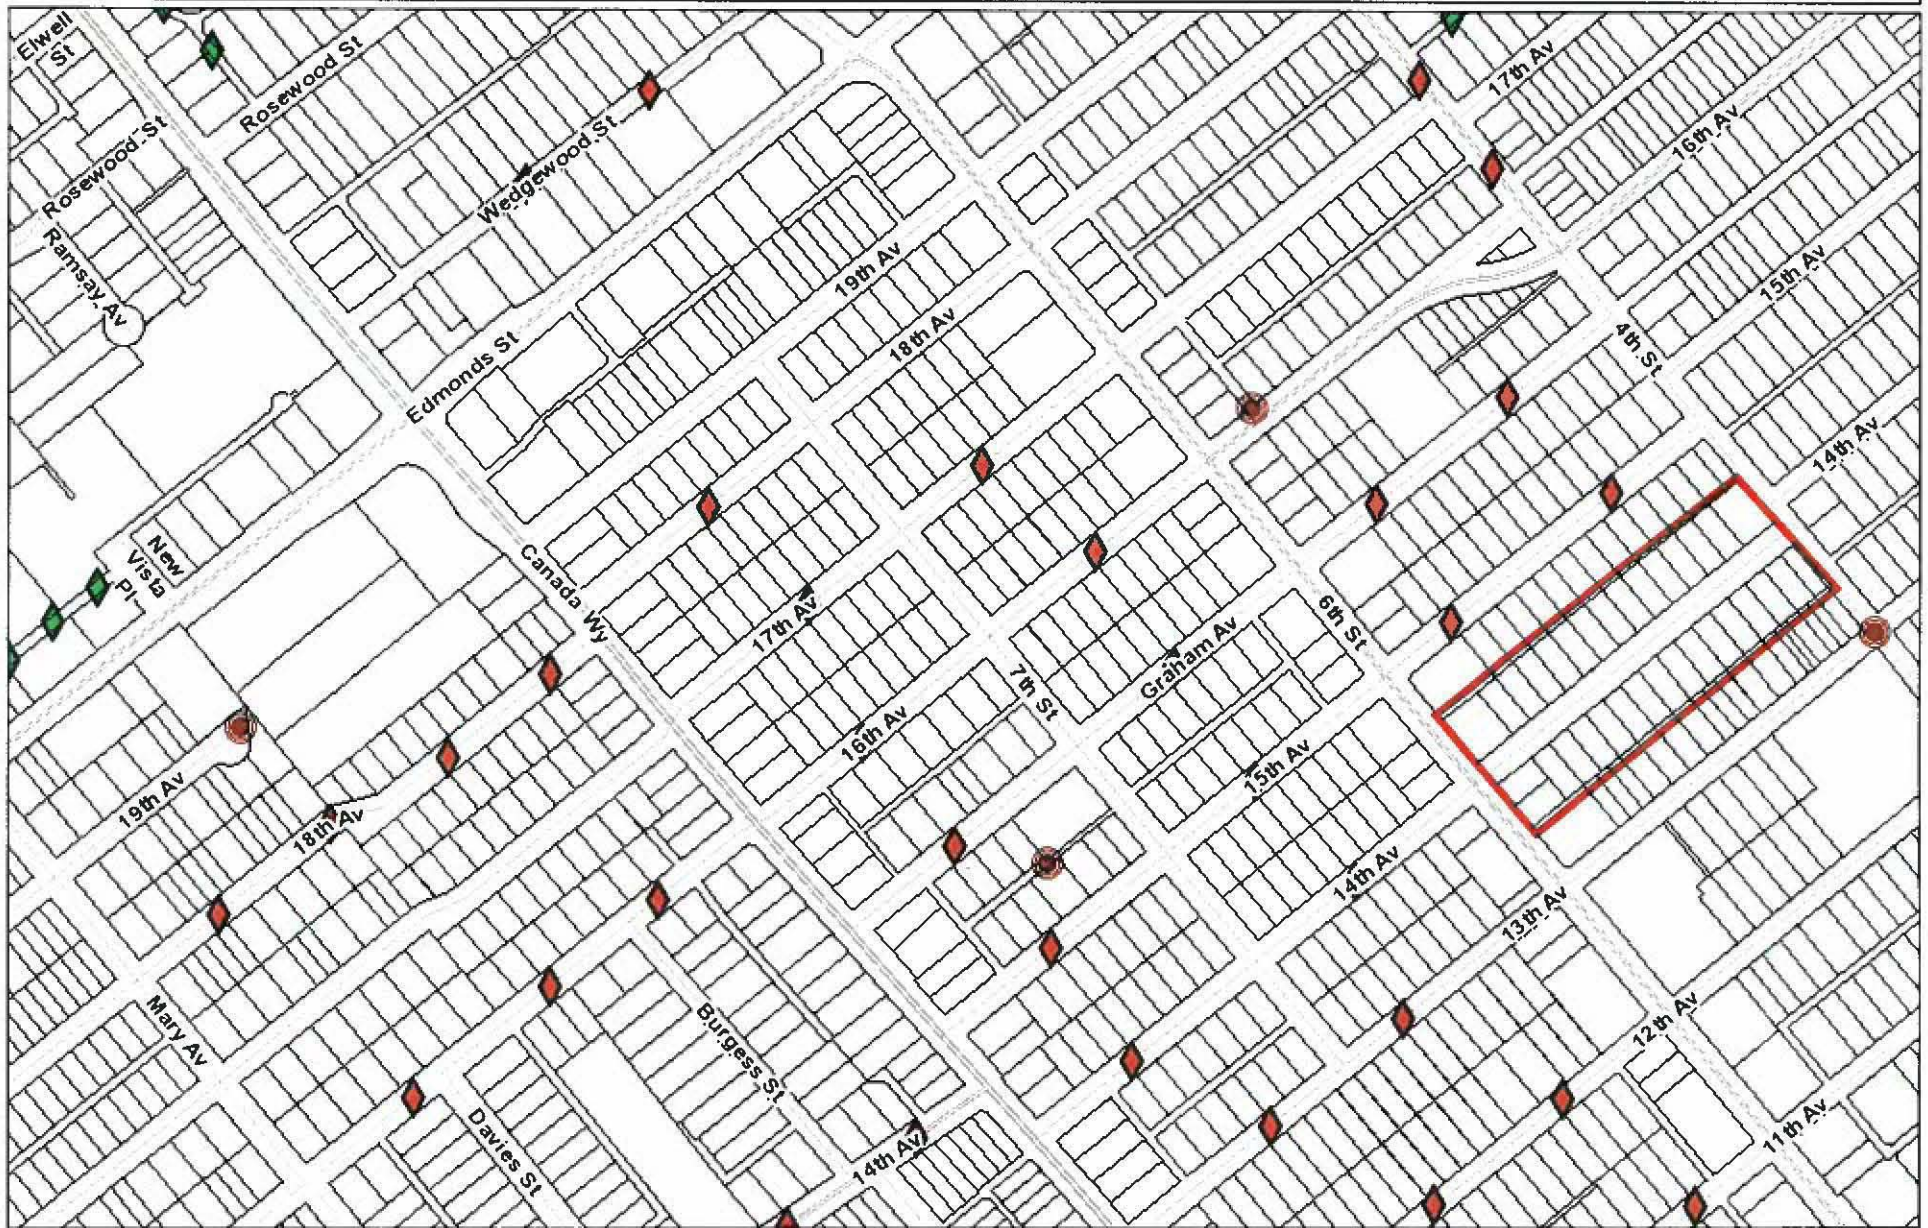 Elwell
St
Rosewood St
17th Av
16th Av
Rosewood St
Wedgewood St
Ramsay Av
19th Av
15th Av
18th Av
4th St
Edmonds St
14th Av
New
Vista
Pl
Canada Wy
17th Av
6th St
Graham Av
7th St
16th Av
15th Av
19th Av
18th Av
14th Av
13th Av
Mary Av
Burgess St
12th Av
11th Av
Davies St
14th Av